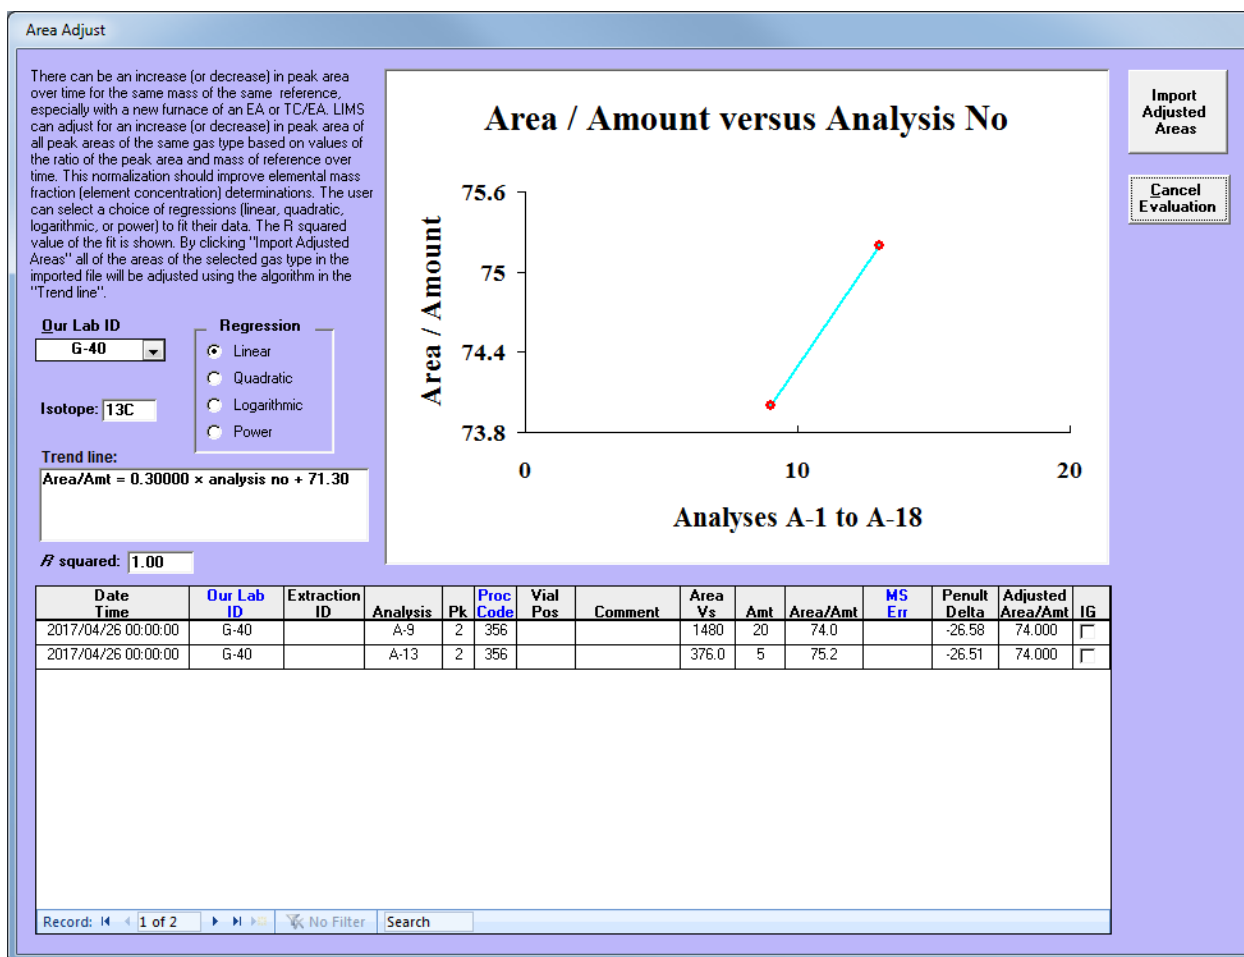 Area Adjust
There can be an increase (or decrease) in peak area
over time for the same mass of the same reference,
especially with a new furnace of an EA or TC/EA. LIMS
can adjust for an increase (or decrease) in peak area of
all peak areas of the same gas type based on values of
the ratio of the peak area and mass of reference over
time. This normalization should improve elemental mass
fraction (element concentration) determinations. The user
can select a choice of regressions (linear, quadratic,
logarithmic, or power) to fit their data. The R squared
value of the fit is shown. By clicking "Import Adjusted
Areas" all of the areas of the selected gas type in the
imported file will be adjusted using the algorithm in the
"Trend line".
Our Lab ID
G-40
Regression
Linear
Quadratic
Logarithmic
Power
Isotope: 13C
Trend line:
Area/Amt = 0.30000 × analysis no + 71.30
R squared: 1.00
Area / Amount versus Analysis No
Area / Amount
75.6
75
74.4
73.8
0 10 20
Analyses A-1 to A-18
Import
Adjusted
Areas
Cancel
Evaluation
Date Our Lab Extraction Proc Vial Area MS Penult Adjusted
Time ID ID Analysis Pk Code Pos Comment Vs Amt Area/Amt Err Delta Area/Amt IG
2017/04/26 00:00:00 G-40 A-9 2 356 1480 20 74.0 -26.58 74.000
2017/04/26 00:00:00 G-40 A-13 2 356 376.0 5 75.2 -26.51 74.000
Record: 1 of 2 No Filter Search